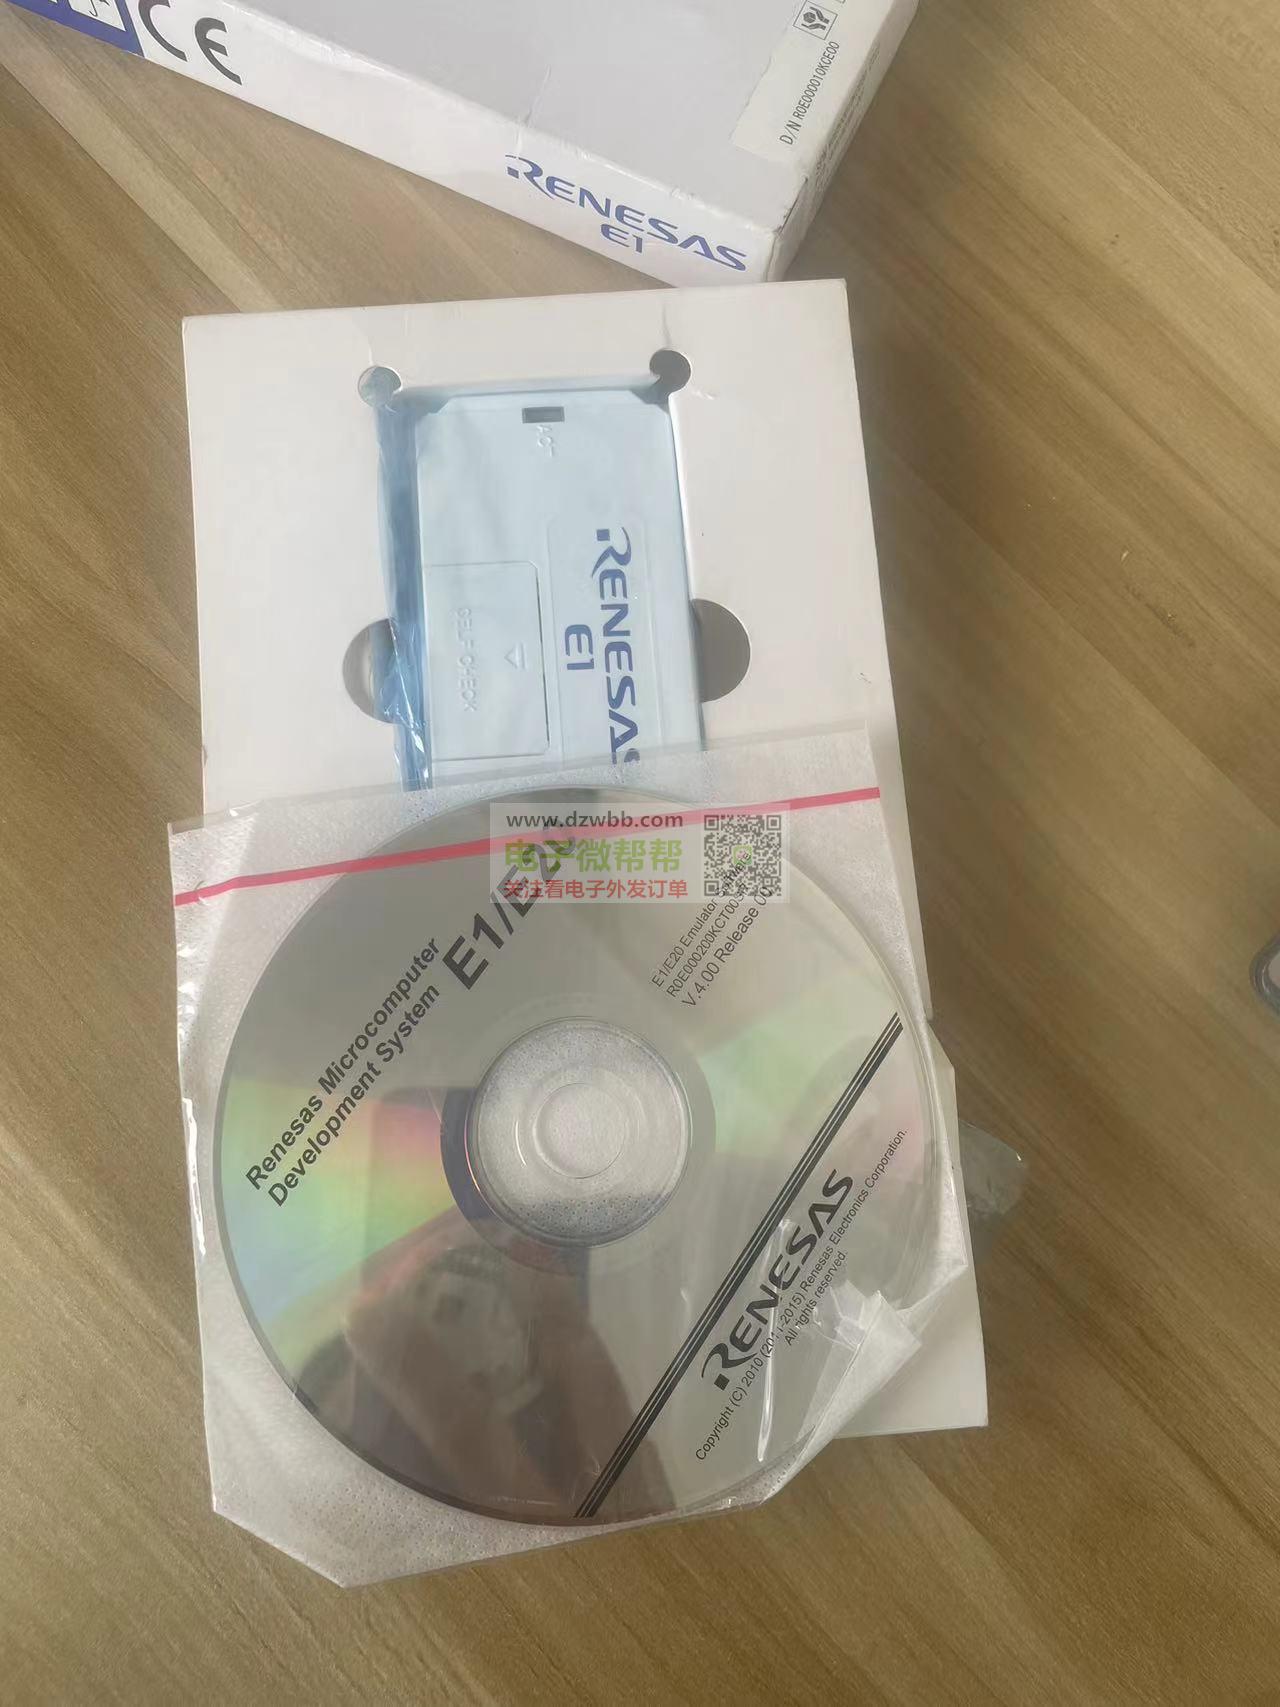 CE
D/N R0E000010KCE00
RENESAS
E1
ACT
SELF CHECK
RENESAS
E1
www.dzwbb.com
电子微帮帮
关注看电子外发订单
Renesas Microcomputer
Development System
E1/E20
E1/E20 Emulator
V.4.00 Release 00
RENESAS
Copyright (C) 2010 (2011-2015) Renesas Electronics Corporation.
All rights reserved.